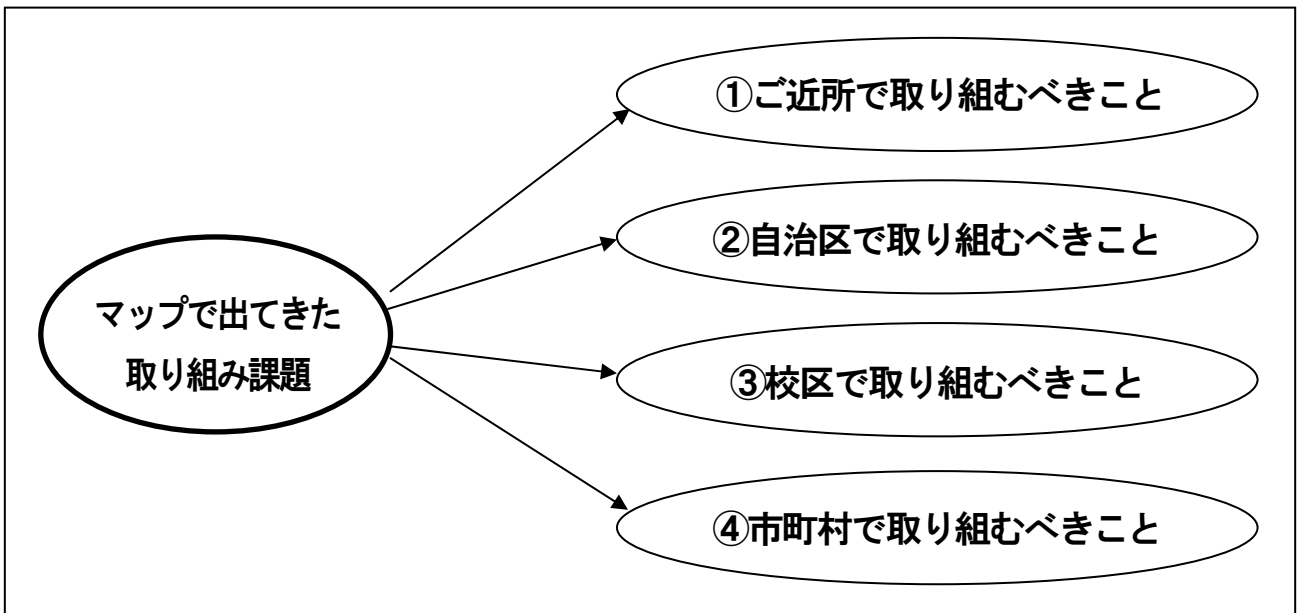 マップで出てきた
取り組み課題
①ご近所で取り組むべきこと
②自治区で取り組むべきこと
③校区で取り組むべきこと
④市町村で取り組むべきこと